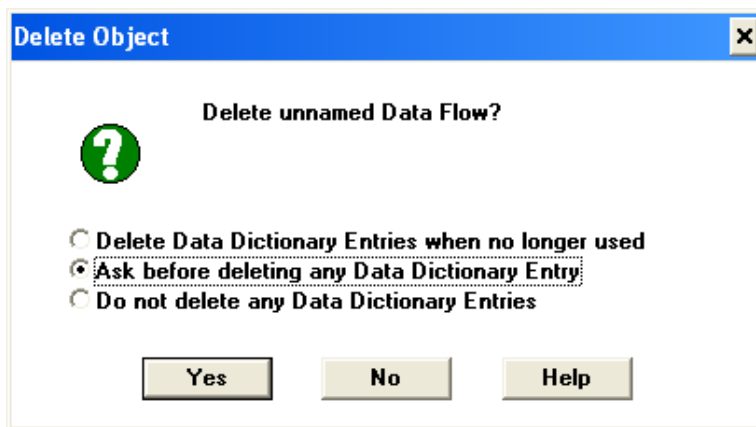 Delete Object
Delete unnamed Data Flow?
Delete Data Dictionary Entries when no longer used
Ask before deleting any Data Dictionary Entry
Do not delete any Data Dictionary Entries
Yes No Help